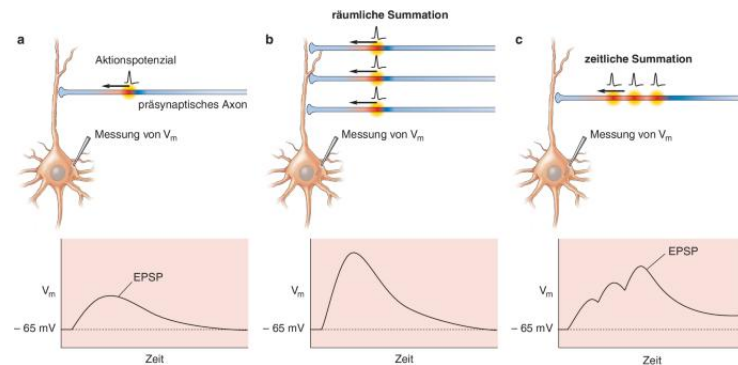 a
Aktionspotenzial
präsynaptisches Axon
Messung von Vm
EPSP
Vm
– 65 mV
Zeit
räumliche Summation
b
Messung von Vm
Vm
– 65 mV
Zeit
c
zeitliche Summation
Messung von Vm
EPSP
Vm
– 65 mV
Zeit